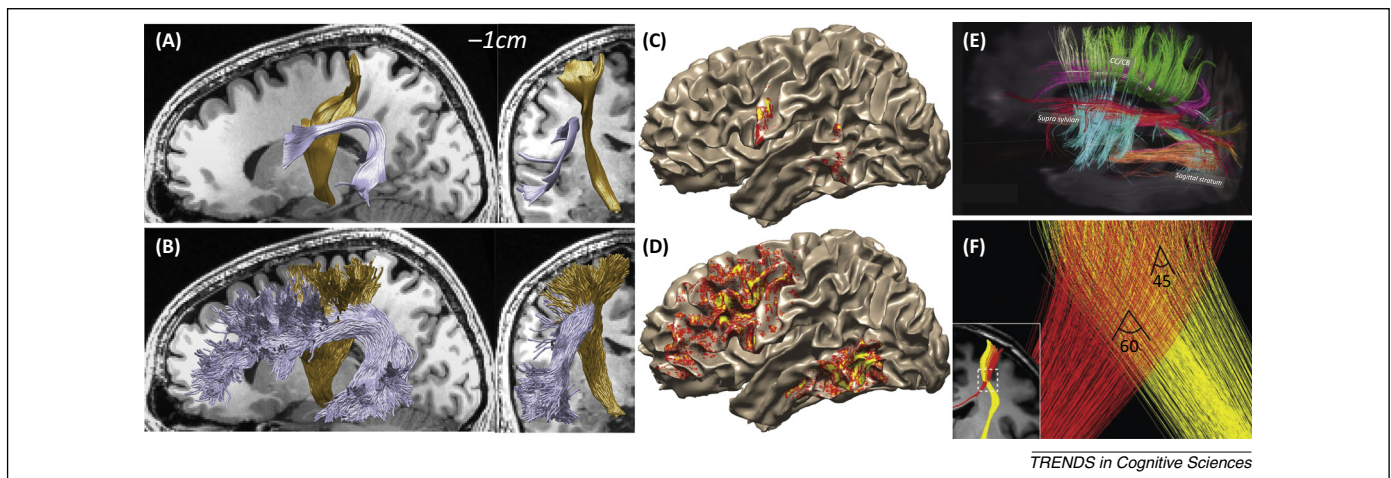 (A)
–1cm
(B)
(C)
(D)
(E)
CC/CB
Supra sylvian
Sagittal stratum
(F)
45
60
TRENDS in Cognitive Sciences